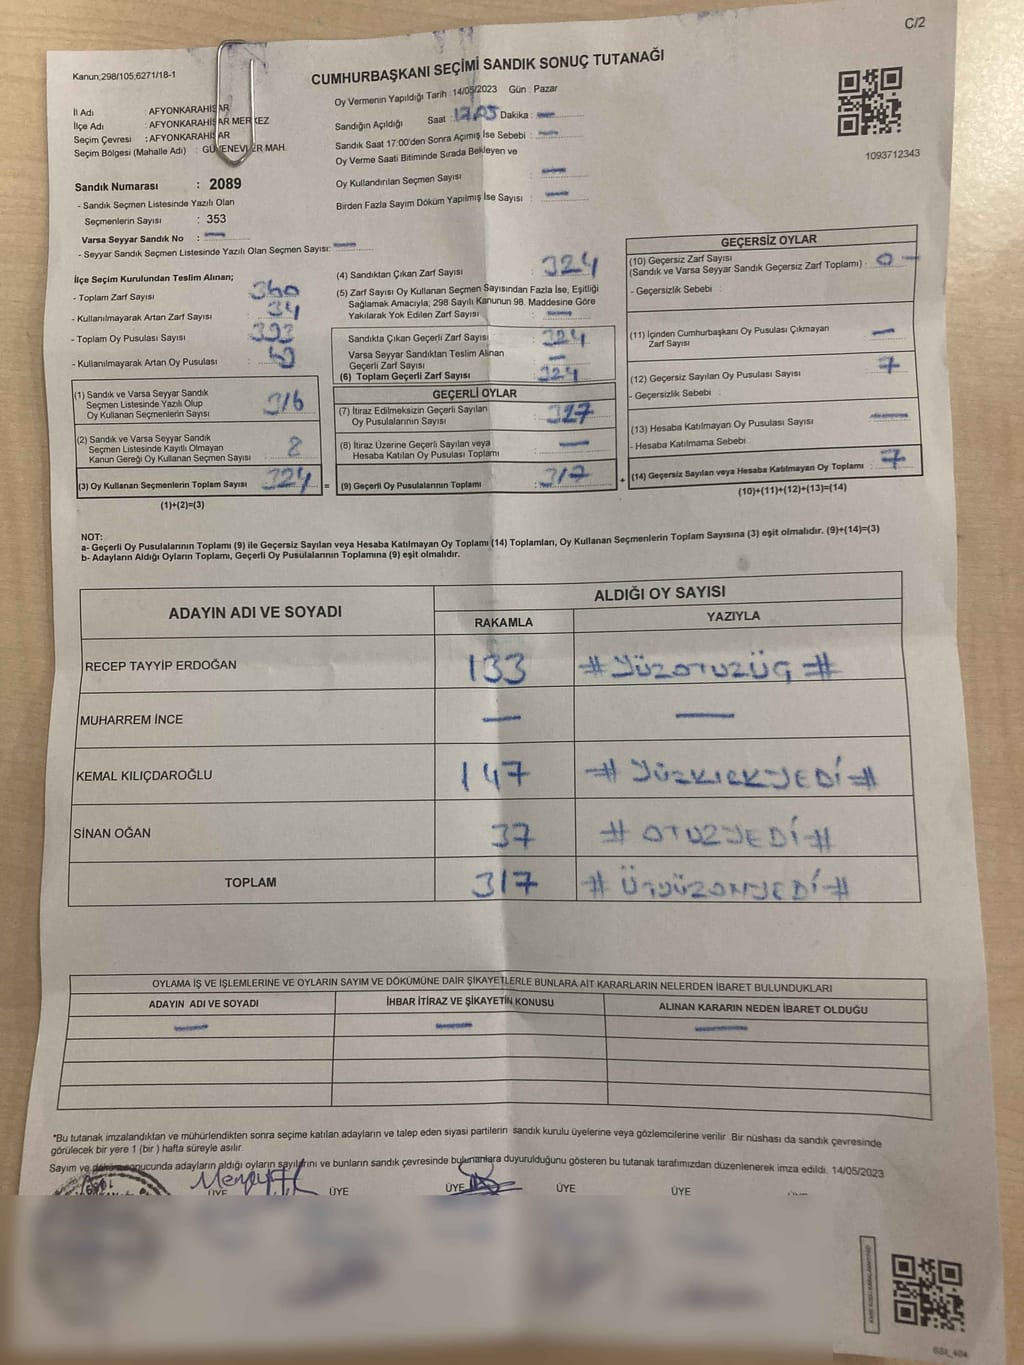 C/2
Kanun;298/105,6271/18-1
CUMHURBAŞKANI SEÇİMİ SANDIK SONUÇ TUTANAĞI
İl Adı : AFYONKARAHİSAR
İlçe Adı : AFYONKARAHİSAR MERKEZ
Seçim Çevresi : AFYONKARAHİSAR
Seçim Bölgesi (Mahalle Adı) : GÜVENEVLER MAH.
Sandık Numarası : 2089
- Sandık Seçmen Listesinde Yazılı Olan
Seçmenlerin Sayısı : 353
Varsa Seyyar Sandık No : —
- Seyyar Sandık Seçmen Listesinde Yazılı Olan Seçmen Sayısı: —
Oy Vermenin Yapıldığı Tarih : 14/05/2023 Gün : Pazar
Sandığın Açıldığı Saat : 17.05 Dakika : —
Sandık Saat 17:00'den Sonra Açımış İse Sebebi : —
Oy Verme Saati Bitiminde Sırada Bekleyen ve
Oy Kullandırılan Seçmen Sayısı : —
Birden Fazla Sayım Döküm Yapılmış İse Sayısı : —
1093712343
İlçe Seçim Kurulundan Teslim Alınan;
- Toplam Zarf Sayısı : 340
- Kullanılmayarak Artan Zarf Sayısı :
- Toplam Oy Pusulası Sayısı :
- Kullanılmayarak Artan Oy Pusulası :
(1) Sandık ve Varsa Seyyar Sandık
Seçmen Listesinde Yazılı Olup
Oy Kullanan Seçmenlerin Sayısı : 316
(2) Sandık ve Varsa Seyyar Sandık
Seçmen Listesinde Kayıtlı Olmayan
Kanun Gereği Oy Kullanan Seçmen Sayısı : 8
(3) Oy Kullanan Seçmenlerin Toplam Sayısı : 324 =
(1)+(2)=(3)
(4) Sandıktan Çıkan Zarf Sayısı : 324
(5) Zarf Sayısı Oy Kullanan Seçmen Sayısından Fazla İse, Eşitliği
Sağlamak Amacıyla; 298 Sayılı Kanunun 98. Maddesine Göre
Yakılarak Yok Edilen Zarf Sayısı : —
Sandıkta Çıkan Geçerli Zarf Sayısı : 324
Varsa Seyyar Sandıktan Teslim Alınan
Geçerli Zarf Sayısı : —
(6) Toplam Geçerli Zarf Sayısı : 324
GEÇERLİ OYLAR
(7) İtiraz Edilmeksizin Geçerli Sayılan
Oy Pusulalarının Sayısı :
(8) İtiraz Üzerine Geçerli Sayılan veya
Hesaba Katılan Oy Pusulası Toplamı : —
(9) Geçerli Oy Pusulalarının Toplamı : 317 +
GEÇERSİZ OYLAR
(10) Geçersiz Zarf Sayısı
(Sandık ve Varsa Seyyar Sandık Geçersiz Zarf Toplamı) : 0 —
- Geçersizlik Sebebi :
(11) İçinden Cumhurbaşkanı Oy Pusulası Çıkmayan
Zarf Sayısı : —
(12) Geçersiz Sayılan Oy Pusulası Sayısı : 7
- Geçersizlik Sebebi :
(13) Hesaba Katılmayan Oy Pusulası Sayısı : —
- Hesaba Katılmama Sebebi :
(14) Geçersiz Sayılan veya Hesaba Katılmayan Oy Toplamı : 7
(10)+(11)+(12)+(13)=(14)
NOT:
a- Geçerli Oy Pusulalarının Toplamı (9) ile Geçersiz Sayılan veya Hesaba Katılmayan Oy Toplamı (14) Toplamları, Oy Kullanan Seçmenlerin Toplam Sayısına (3) eşit olmalıdır. (9)+(14)=(3)
b- Adayların Aldığı Oyların Toplamı, Geçerli Oy Pusulalarının Toplamına (9) eşit olmalıdır.
ADAYIN ADI VE SOYADI ALDIĞI OY SAYISI
RAKAMLA YAZIYLA
RECEP TAYYİP ERDOĞAN 133 # YÜZOTUZÜÇ #
MUHARREM İNCE — —
KEMAL KILIÇDAROĞLU 147 # YÜZKIRKYEDİ #
SİNAN OĞAN 37 # OTUZYEDİ #
TOPLAM 317 # ÜÇYÜZONYEDİ #
OYLAMA İŞ VE İŞLEMLERİNE VE OYLARIN SAYIM VE DÖKÜMÜNE DAİR ŞİKAYETLERLE BUNLARA AİT KARARLARIN NELERDEN İBARET BULUNDUKLARI
ADAYIN ADI VE SOYADI İHBAR İTİRAZ VE ŞİKAYETİN KONUSU ALINAN KARARIN NEDEN İBARET OLDUĞU
— — —
*Bu tutanak imzalandıktan ve mühürlendikten sonra seçime katılan adayların ve talep eden siyasi partilerin sandık kurulu üyelerine veya gözlemcilerine verilir. Bir nüshası da sandık çevresinde
görülecek bir yere 1 (bir) hafta süreyle asılır.
Sayım ve döküm sonucunda adayların aldığı oyların sayılarını ve bunların sandık çevresinde bulunanlara duyurulduğunu gösteren bu tutanak tarafımızdan düzenlenerek imza edildi. 14/05/2023
ÜYE ÜYE ÜYE ÜYE ÜYE